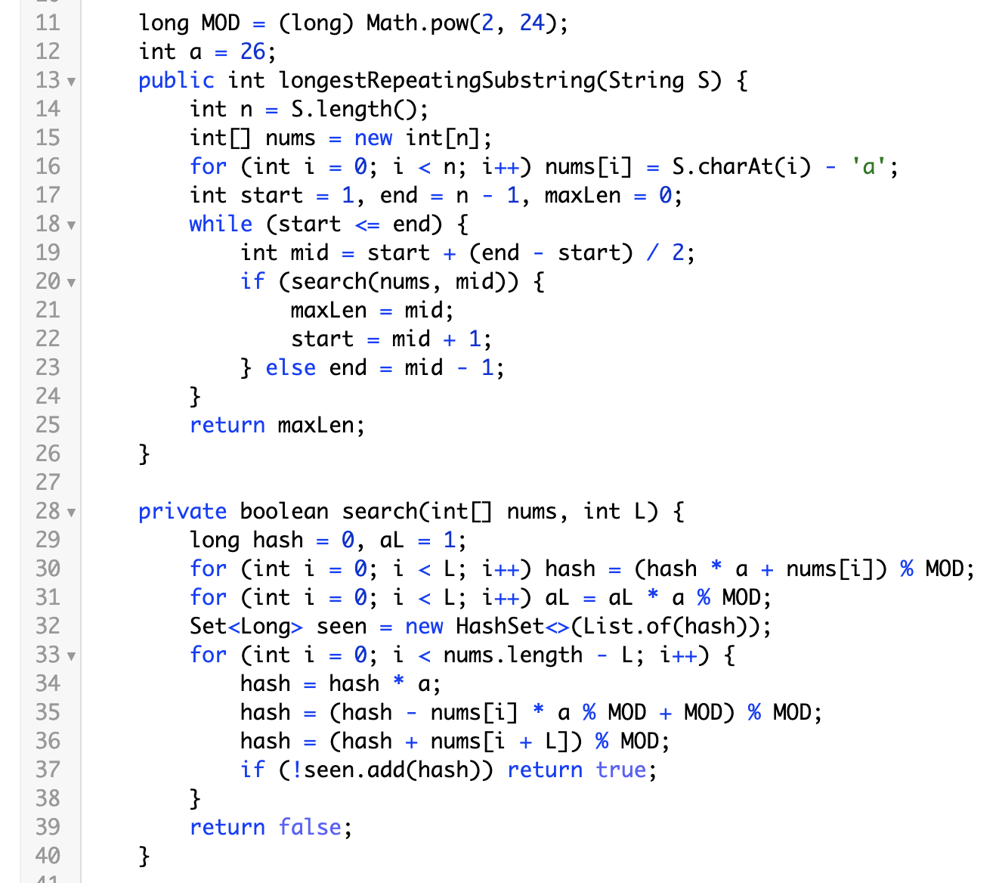 11 long MOD = (long) Math.pow(2, 24);
12 int a = 26;
13 public int longestRepeatingSubstring(String S) {
14 int n = S.length();
15 int[] nums = new int[n];
16 for (int i = 0; i < n; i++) nums[i] = S.charAt(i) - 'a';
17 int start = 1, end = n - 1, maxLen = 0;
18 while (start <= end) {
19 int mid = start + (end - start) / 2;
20 if (search(nums, mid)) {
21 maxLen = mid;
22 start = mid + 1;
23 } else end = mid - 1;
24 }
25 return maxLen;
26 }
27
28 private boolean search(int[] nums, int L) {
29 long hash = 0, aL = 1;
30 for (int i = 0; i < L; i++) hash = (hash * a + nums[i]) % MOD;
31 for (int i = 0; i < L; i++) aL = aL * a % MOD;
32 Set<Long> seen = new HashSet<>(List.of(hash));
33 for (int i = 0; i < nums.length - L; i++) {
34 hash = hash * a;
35 hash = (hash - nums[i] * a % MOD + MOD) % MOD;
36 hash = (hash + nums[i + L]) % MOD;
37 if (!seen.add(hash)) return true;
38 }
39 return false;
40 }